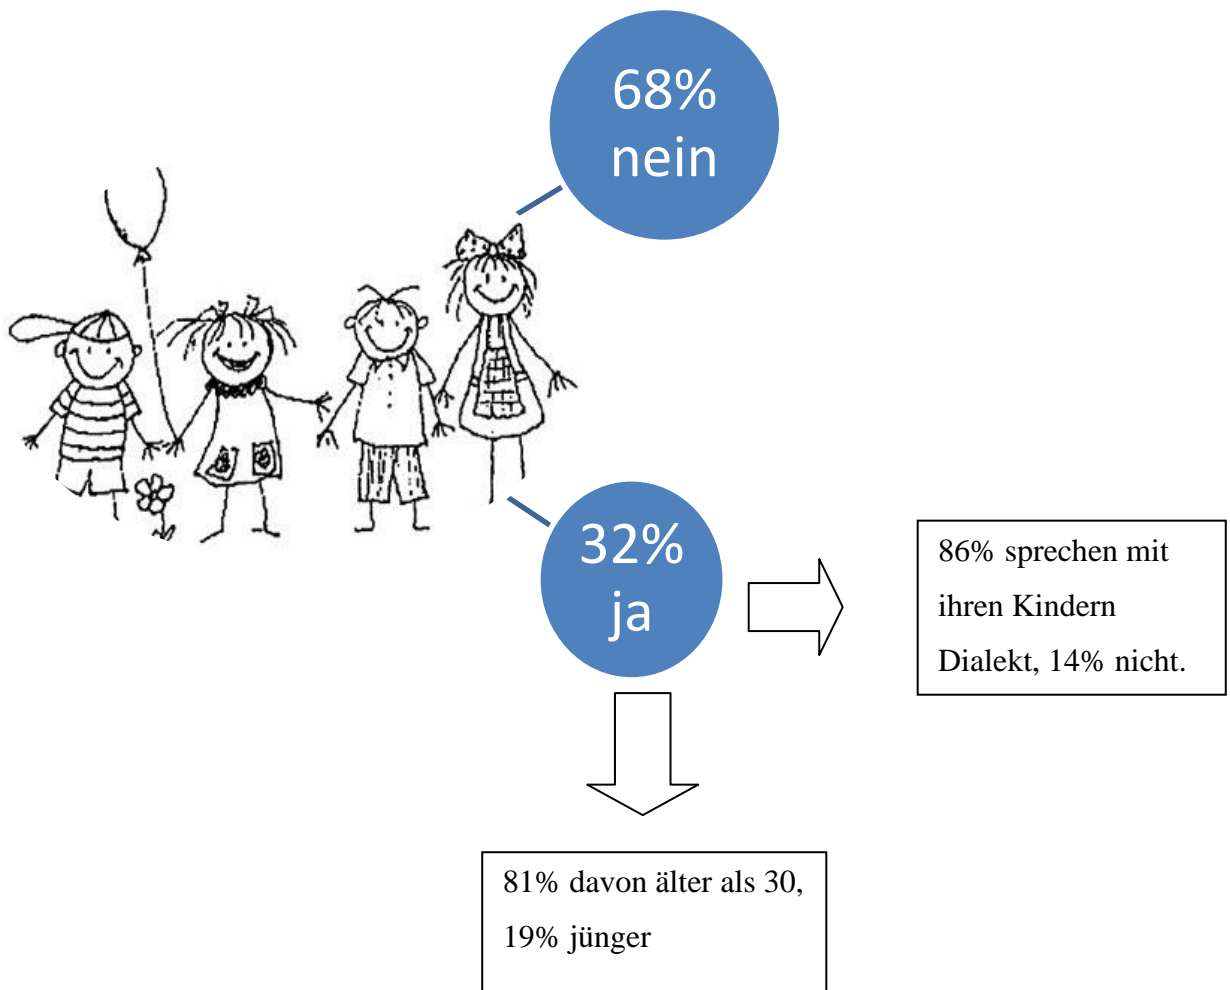 68%
nein
32%
ja
86% sprechen mit
ihren Kindern
Dialekt, 14% nicht.
81% davon älter als 30,
19% jünger